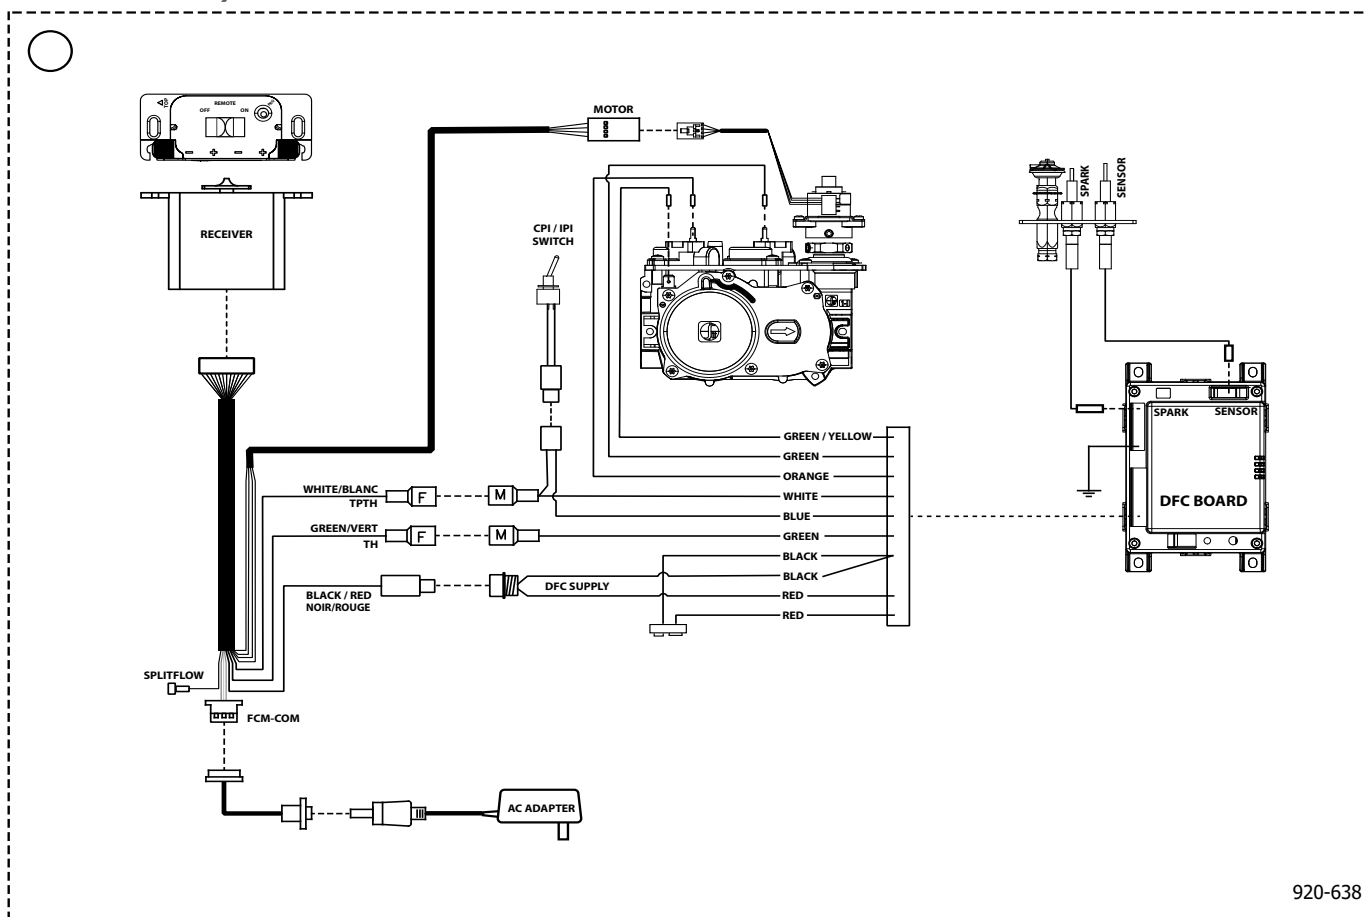 TOP
REMOTE
OFF
ON
PRG
- + - +
RECEIVER
MOTOR
CPI / IPI
SWITCH
SPARK
SENSOR
SPARK
SENSOR
DFC BOARD
GREEN / YELLOW
GREEN
ORANGE
WHITE
BLUE
GREEN
BLACK
BLACK
RED
RED
WHITE/BLANC
TPTH
F
M
GREEN/VERT
TH
F
M
BLACK / RED
NOIR/ROUGE
DFC SUPPLY
SPLITFLOW
FCM-COM
AC ADAPTER
920-638